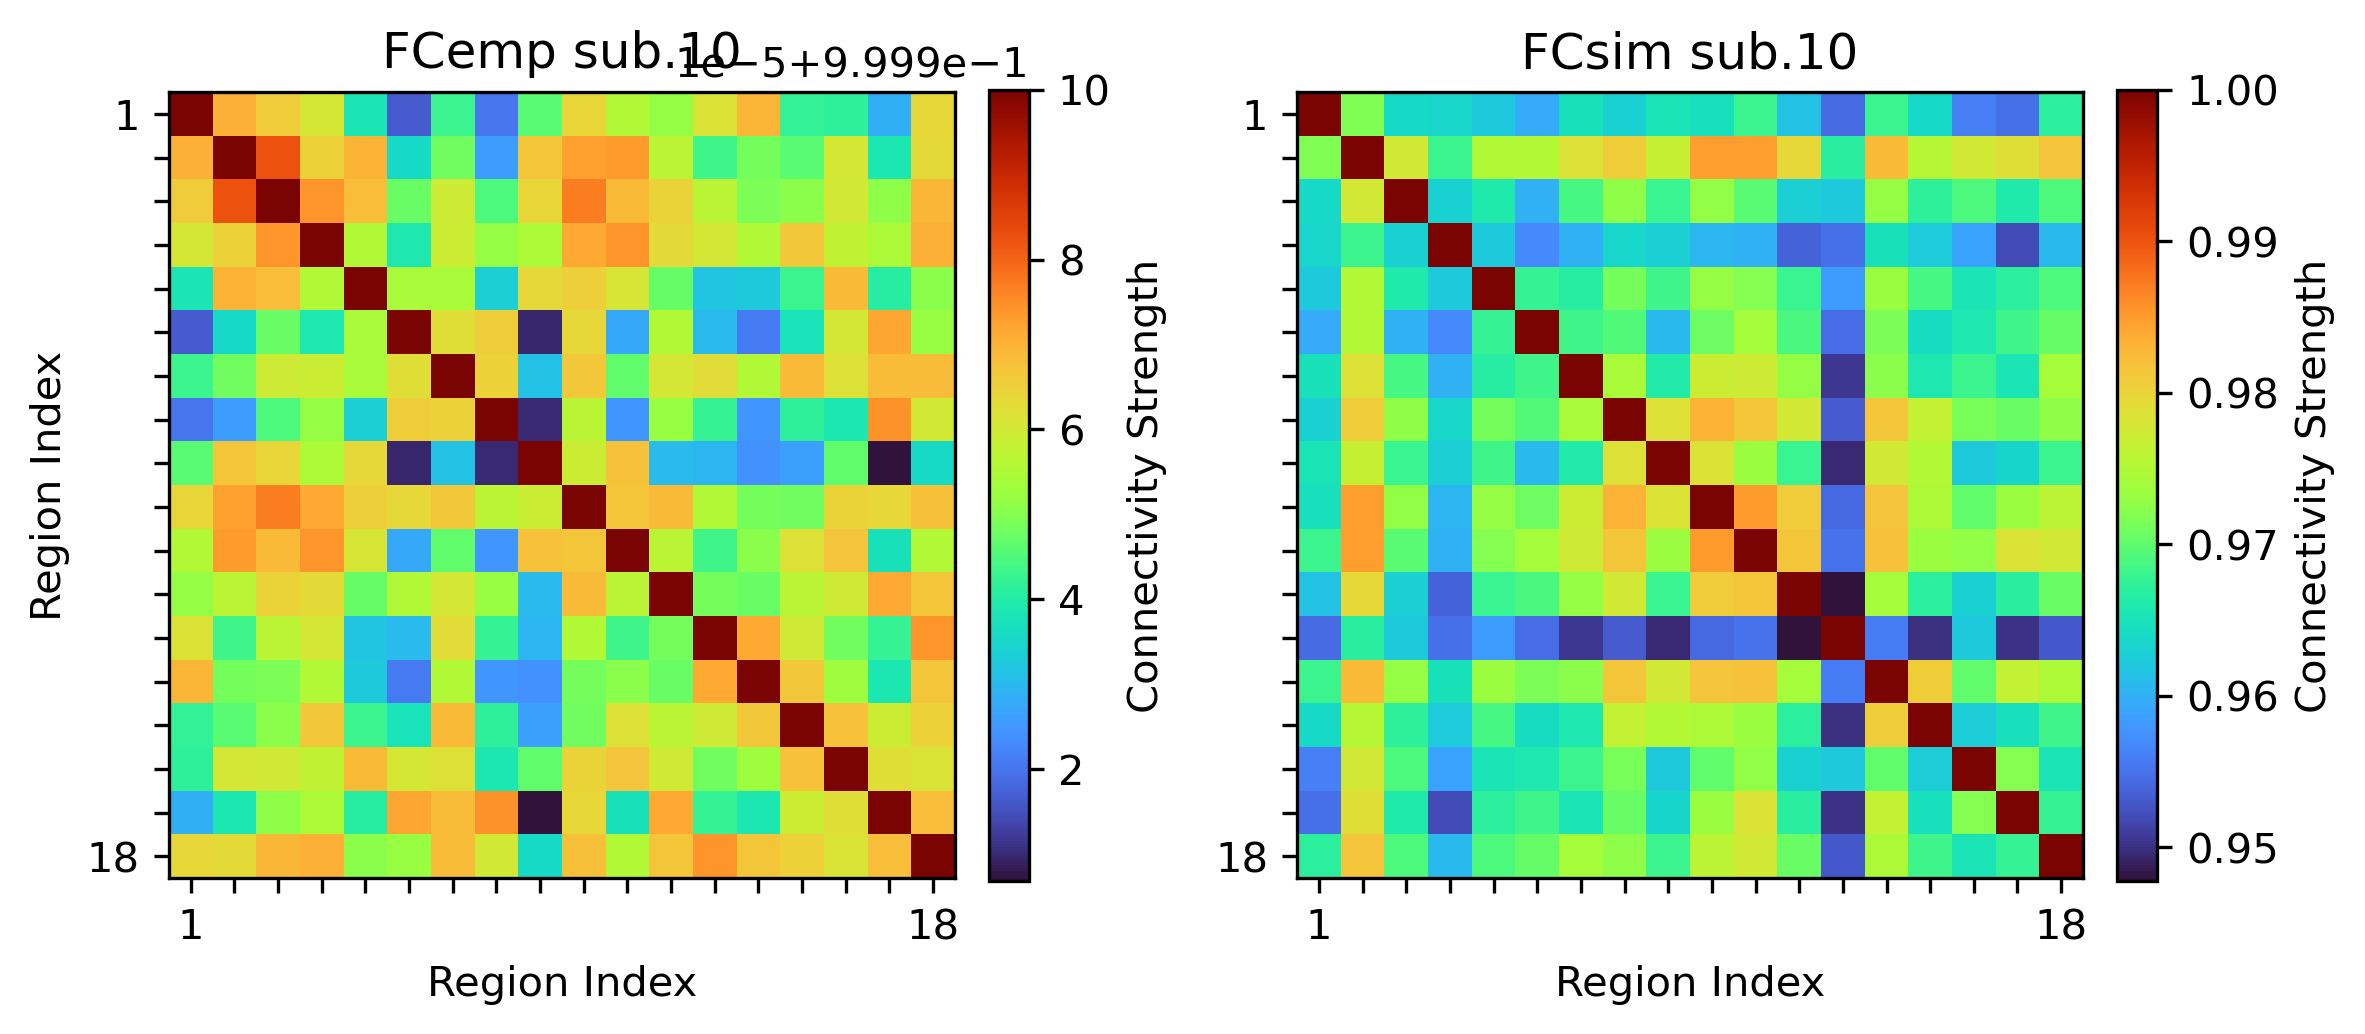 FCemp sub.10
1e−5+9.999e−1
1
18
Region Index
1
18
Region Index
10
8
6
4
2
Connectivity Strength
FCsim sub.10
1
18
1
18
Region Index
1.00
0.99
0.98
0.97
0.96
0.95
Connectivity Strength